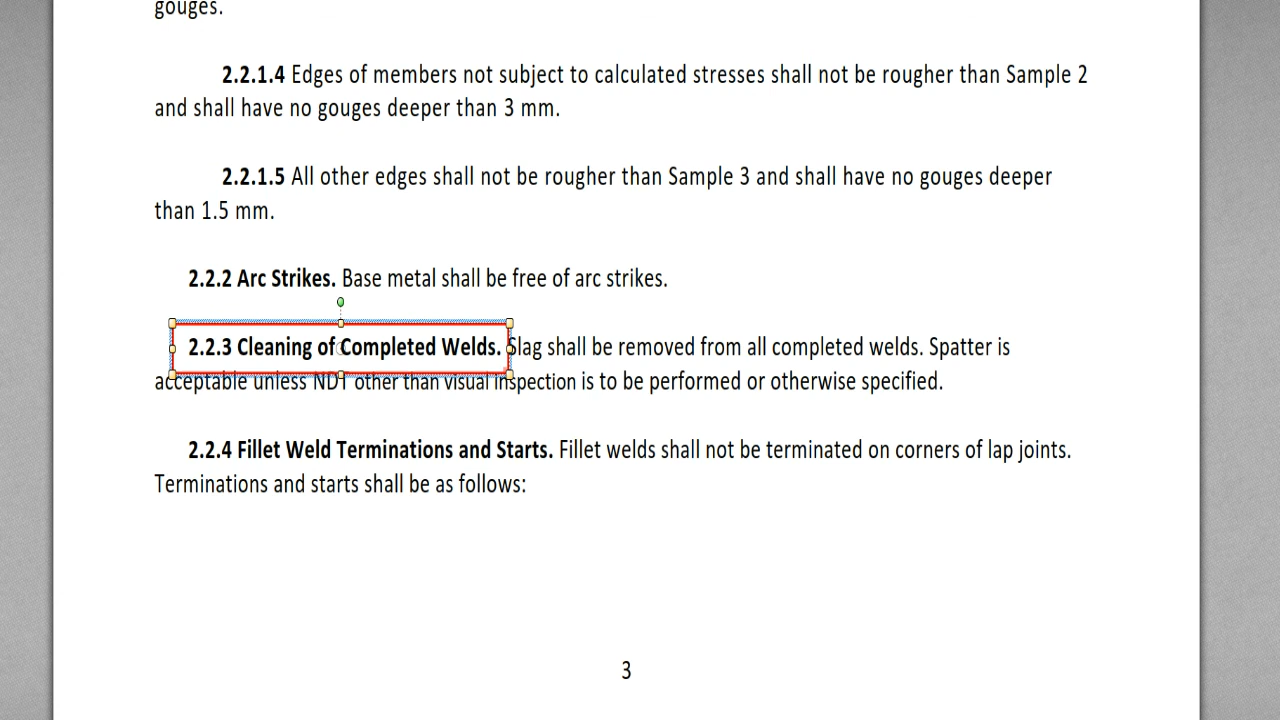 gouges.
2.2.1.4 Edges of members not subject to calculated stresses shall not be rougher than Sample 2
and shall have no gouges deeper than 3 mm.
2.2.1.5 All other edges shall not be rougher than Sample 3 and shall have no gouges deeper
than 1.5 mm.
2.2.2 Arc Strikes. Base metal shall be free of arc strikes.
2.2.3 Cleaning of Completed Welds. Slag shall be removed from all completed welds. Spatter is
acceptable unless NDT other than visual inspection is to be performed or otherwise specified.
2.2.4 Fillet Weld Terminations and Starts. Fillet welds shall not be terminated on corners of lap joints.
Terminations and starts shall be as follows:
3